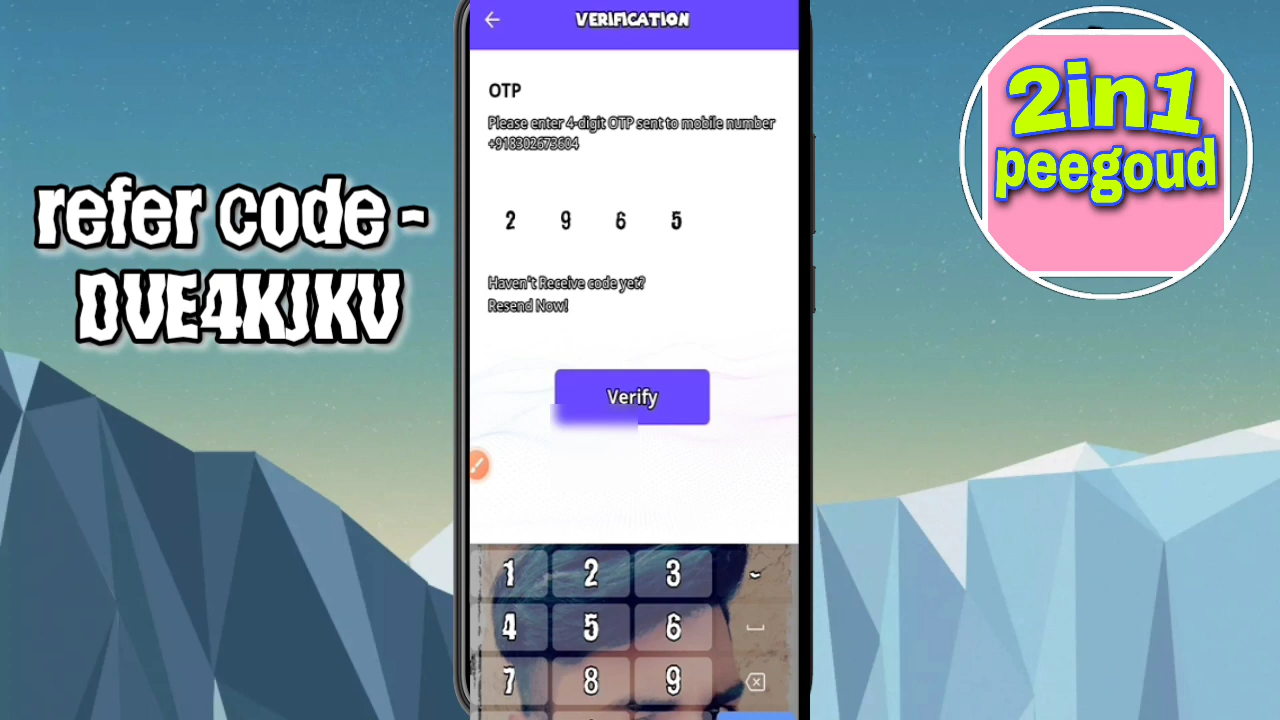 refer code -
DVE4KJKV
VERIFICATION
OTP
Please enter 4-digit OTP sent to mobile number
+918302673604
2 9 6 5
Haven't Receive code yet?
Resend Now!
Verify
1 2 3
4 5 6
7 8 9
2in1
peegoud